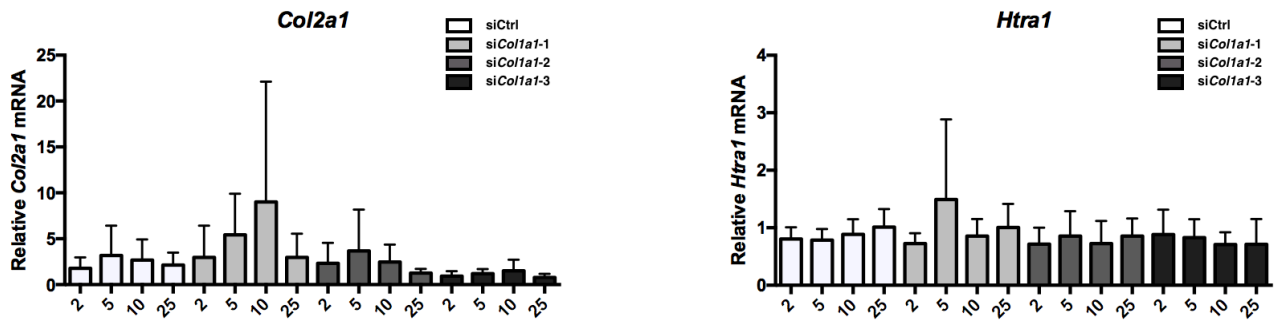 Col2a1
siCtrl
siCol1a1-1
siCol1a1-2
siCol1a1-3
Relative Col2a1 mRNA
25
20
15
10
5
0
2 5 10 25 2 5 10 25 2 5 10 25 2 5 10 25
Htra1
siCtrl
siCol1a1-1
siCol1a1-2
siCol1a1-3
Relative Htra1 mRNA
4
3
2
1
0
2 5 10 25 2 5 10 25 2 5 10 25 2 5 10 25